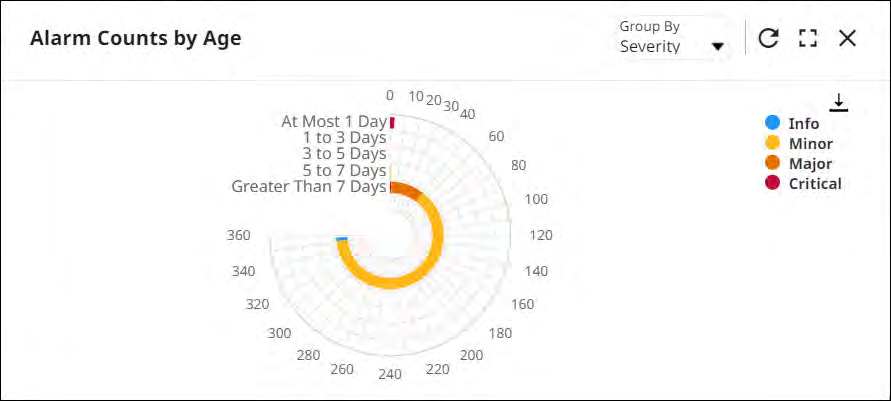 Alarm Counts by Age
Group By
Severity
0
10
20
30
40
60
80
100
120
140
160
180
200
220
240
260
280
300
320
340
360
At Most 1 Day
1 to 3 Days
3 to 5 Days
5 to 7 Days
Greater Than 7 Days
Info
Minor
Major
Critical